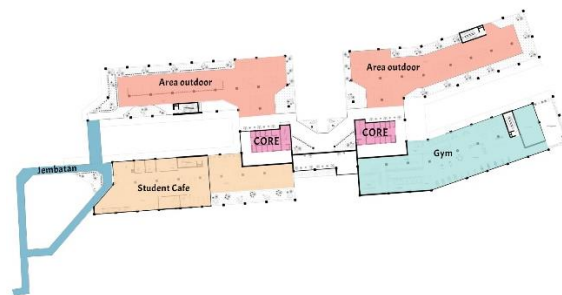 Area outdoor
Area outdoor
CORE
CORE
Gym
Jembatan
Student Cafe